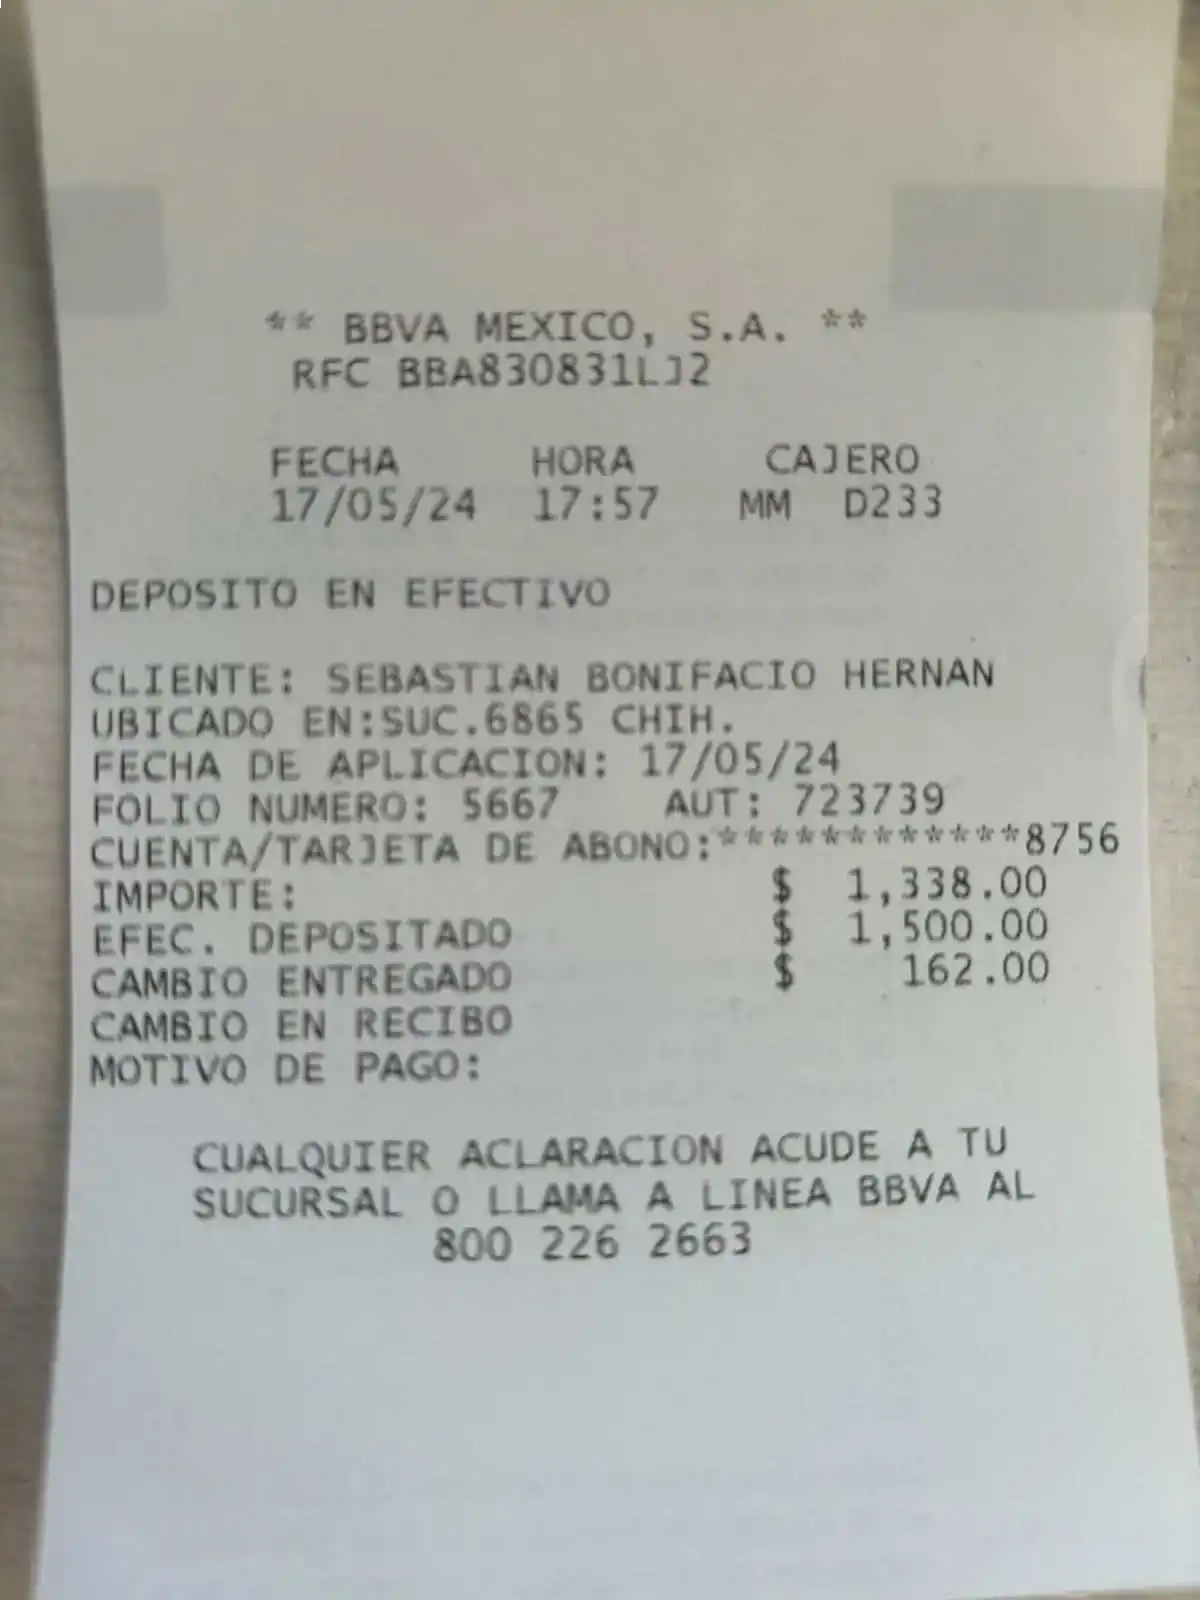 ** BBVA MEXICO, S.A. **
RFC BBA830831LJ2
FECHA HORA CAJERO
17/05/24 17:57 MM D233
DEPOSITO EN EFECTIVO
CLIENTE: SEBASTIAN BONIFACIO HERNAN
UBICADO EN:SUC.6865 CHIH.
FECHA DE APLICACION: 17/05/24
FOLIO NUMERO: 5667 AUT: 723739
CUENTA/TARJETA DE ABONO:************8756
IMPORTE: $ 1,338.00
EFEC. DEPOSITADO $ 1,500.00
CAMBIO ENTREGADO $ 162.00
CAMBIO EN RECIBO
MOTIVO DE PAGO:
CUALQUIER ACLARACION ACUDE A TU
SUCURSAL O LLAMA A LINEA BBVA AL
800 226 2663